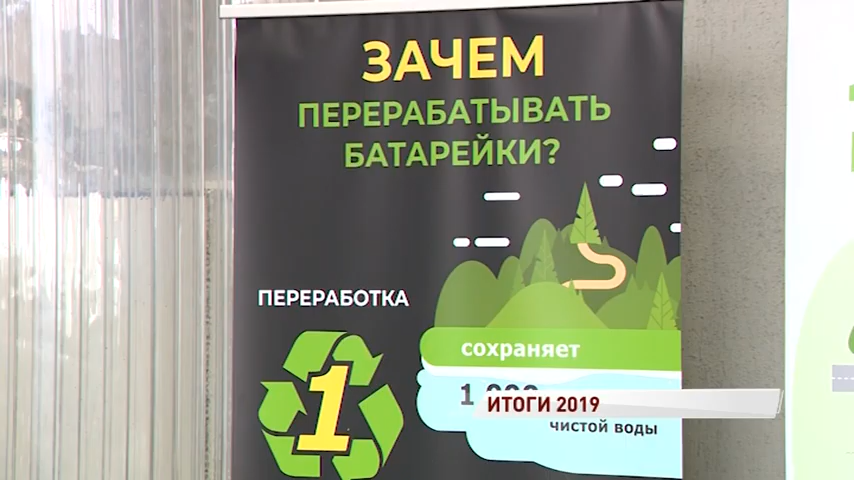 ЗАЧЕМ
ПЕРЕРАБАТЫВАТЬ
БАТАРЕЙКИ?
ПЕРЕРАБОТКА
1
сохраняет
ИТОГИ 2019
чистой воды